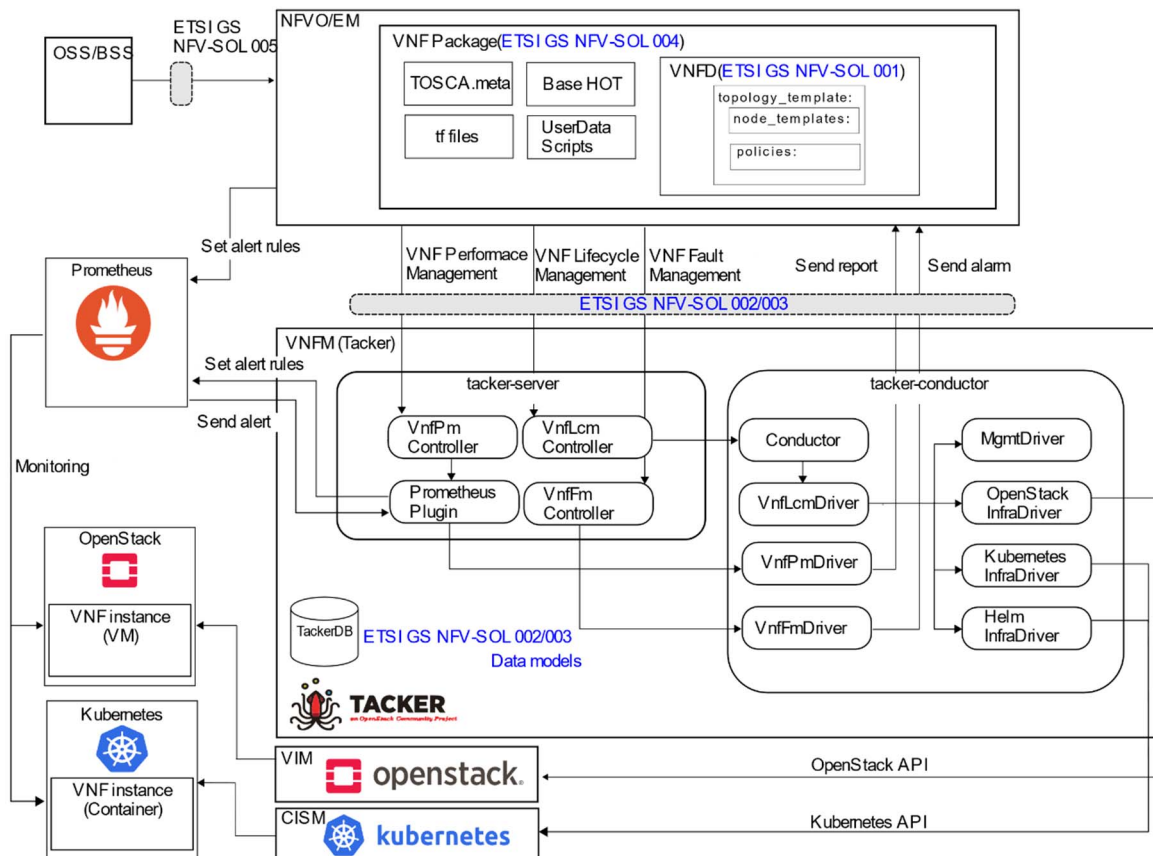 ETSI GS
NFV-SOL 005
OSS/BSS
NFVO/EM
VNF Package(ETSI GS NFV-SOL 004)
TOSCA.meta
Base HOT
tf files
UserData
Scripts
VNFD(ETSI GS NFV-SOL 001)
topology_template:
node_templates:
policies:
Set alert rules
VNF Performace
Management
VNF Lifecycle
Management
VNF Fault
Management
Send report
Send alarm
ETSI GS NFV-SOL 002/003
Prometheus
Set alert rules
Send alert
Monitoring
VNFM (Tacker)
tacker-server
VnfPm
Controller
VnfLcm
Controller
Prometheus
Plugin
VnfFm
Controller
tacker-conductor
Conductor
MgmtDriver
VnfLcmDriver
OpenStack
InfraDriver
VnfPmDriver
Kubernetes
InfraDriver
VnfFmDriver
Helm
InfraDriver
TackerDB
ETSI GS NFV-SOL 002/003
Data models
TACKER
an OpenStack Community Project
OpenStack
VNF instance
(VM)
Kubernetes
VNF instance
(Container)
VIM
openstack.
OpenStack API
CISM
kubernetes
Kubernetes API